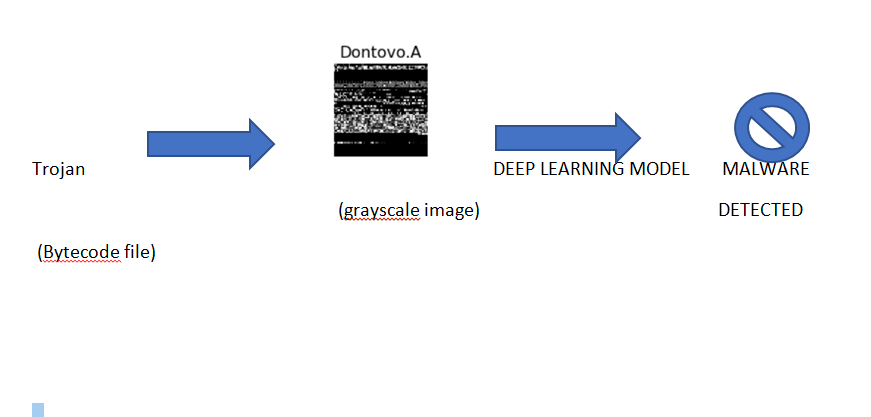 Dontovo.A
Trojan
DEEP LEARNING MODEL
MALWARE
(grayscale image)
DETECTED
(Bytecode file)